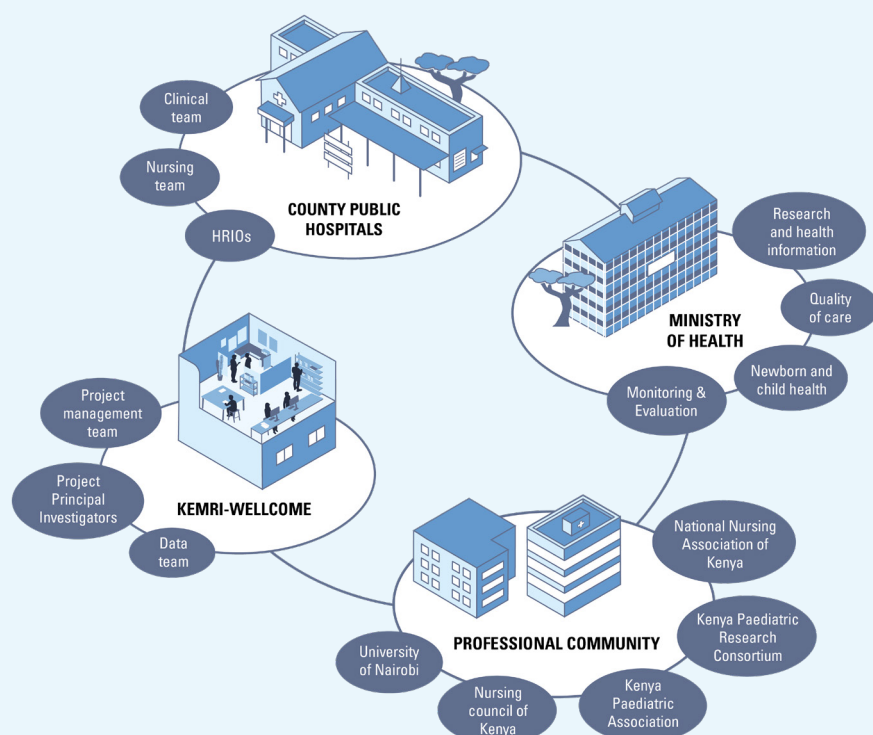 Clinical
team
Nursing
team
HRIOs
COUNTY PUBLIC
HOSPITALS
Research
and health
information
Quality
of care
Newborn and
child health
Monitoring &
Evaluation
MINISTRY
OF HEALTH
Project
management
team
Project
Principal
Investigators
Data
team
KEMRI-WELLCOME
National Nursing
Association of
Kenya
Kenya Paediatric
Research
Consortium
Kenya
Paediatric
Association
Nursing
council of
Kenya
University
of Nairobi
PROFESSIONAL COMMUNITY